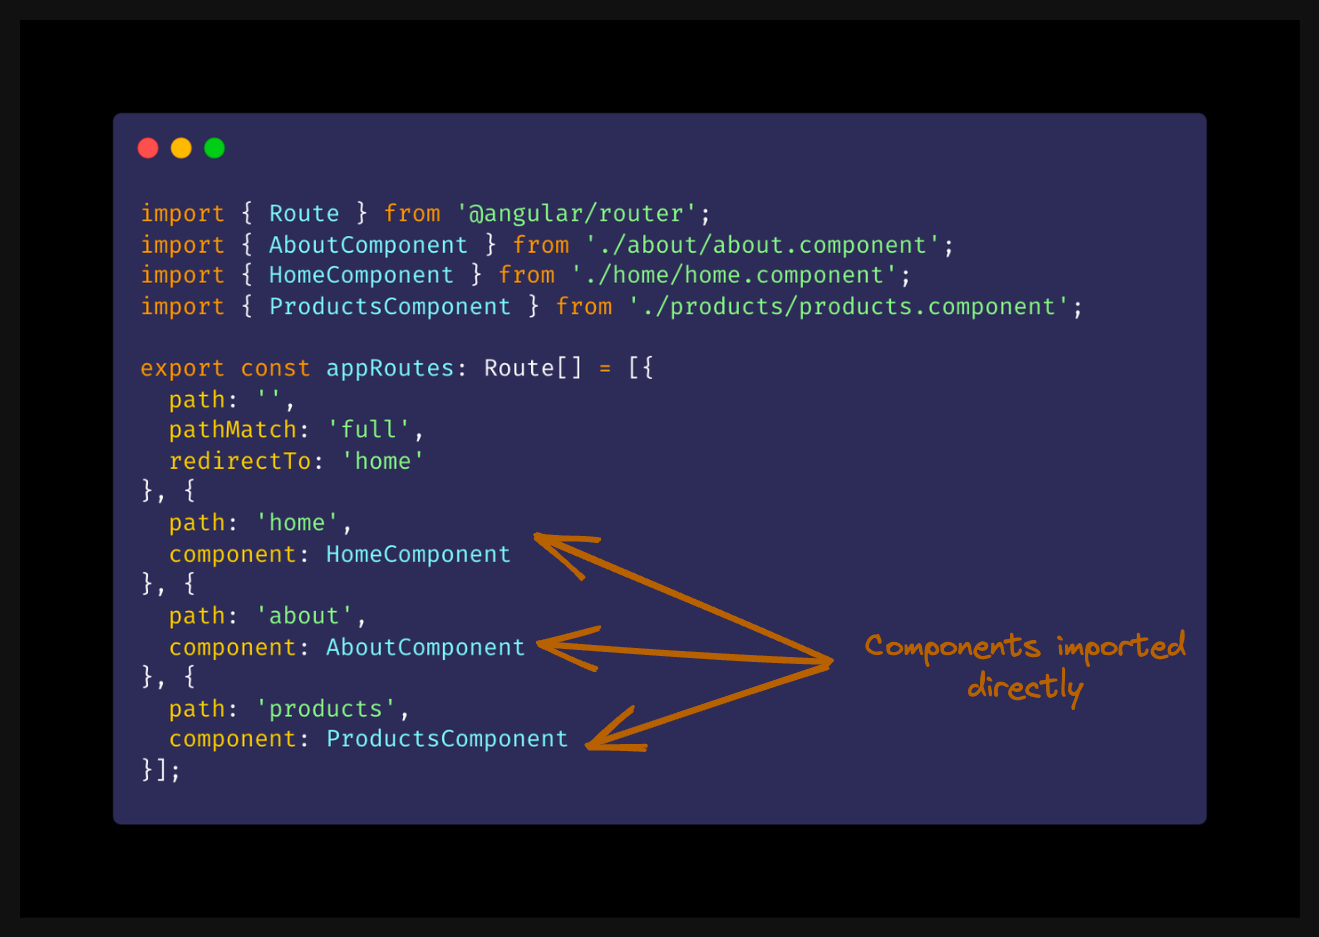 import { Route } from '@angular/router';
import { AboutComponent } from './about/about.component';
import { HomeComponent } from './home/home.component';
import { ProductsComponent } from './products/products.component';

export const appRoutes: Route[] = [{
  path: '',
  pathMatch: 'full',
  redirectTo: 'home'
}, {
  path: 'home',
  component: HomeComponent
}, {
  path: 'about',
  component: AboutComponent
}, {
  path: 'products',
  component: ProductsComponent
}];
Components imported
directly